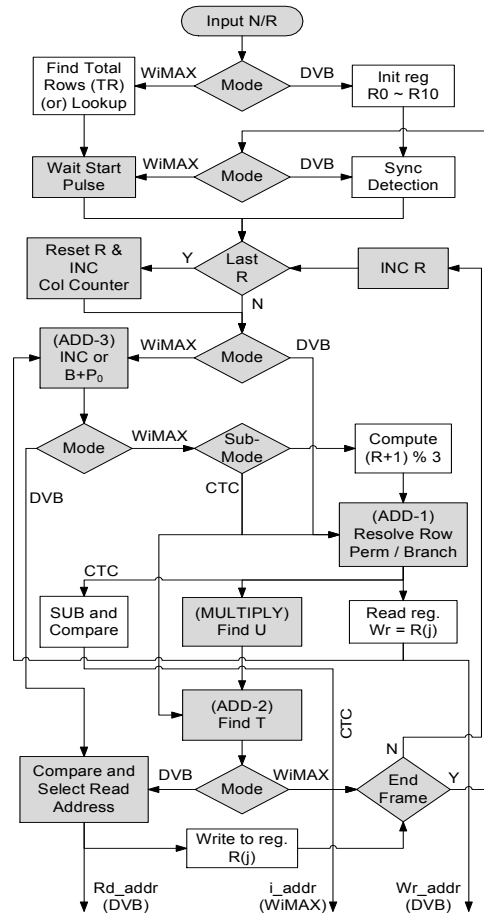 Input N/R
Find Total
Rows (TR)
(or) Lookup
WiMAX
Mode
DVB
Init reg
R0 ~ R10
Wait Start
Pulse
WiMAX
Mode
DVB
Sync
Detection
Reset R &
INC
Col Counter
Y
Last
R
INC R
N
(ADD-3)
INC or
B+P₀
WiMAX
Mode
DVB
Mode
WiMAX
Sub-
Mode
Compute
(R+1) % 3
DVB
CTC
(ADD-1)
Resolve Row
Perm / Branch
CTC
SUB and
Compare
(MULTIPLY)
Find U
Read reg.
Wr = R(j)
(ADD-2)
Find T
CTC
N
Compare and
Select Read
Address
DVB
Mode
WiMAX
End
Frame
Y
Write to reg.
R(j)
Rd_addr
(DVB)
i_addr
(WiMAX)
Wr_addr
(DVB)